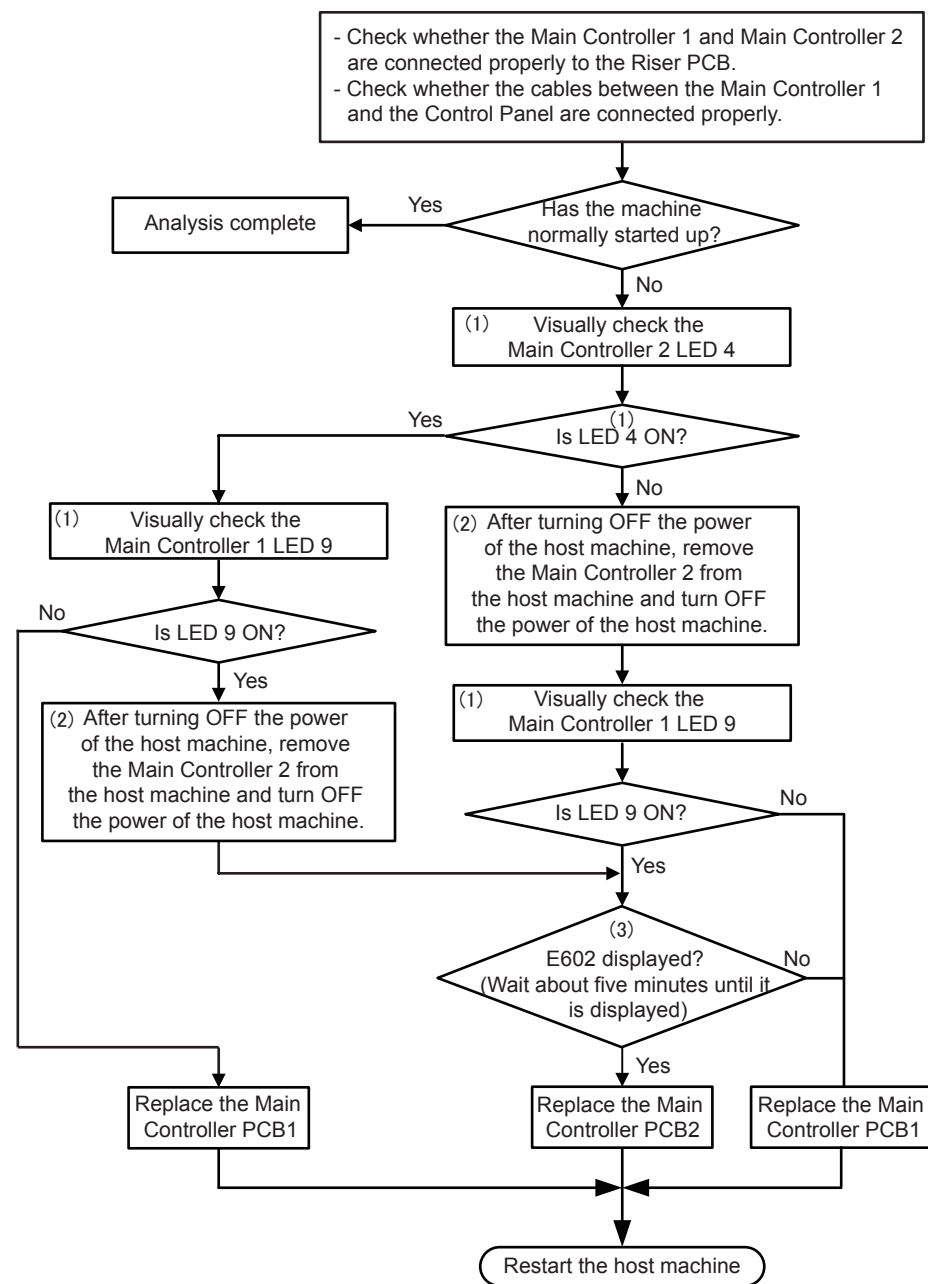 - Check whether the Main Controller 1 and Main Controller 2
are connected properly to the Riser PCB.
- Check whether the cables between the Main Controller 1
and the Control Panel are connected properly.
Analysis complete
Yes
Has the machine
normally started up?
No
(1) Visually check the
Main Controller 2 LED 4
Yes
(1)
Is LED 4 ON?
No
(1) Visually check the
Main Controller 1 LED 9
No
Is LED 9 ON?
Yes
(2) After turning OFF the power
of the host machine, remove
the Main Controller 2 from
the host machine and turn OFF
the power of the host machine.
(2) After turning OFF the power
of the host machine, remove
the Main Controller 2 from
the host machine and turn OFF
the power of the host machine.
(1) Visually check the
Main Controller 1 LED 9
Is LED 9 ON?
No
Yes
(3)
E602 displayed?
(Wait about five minutes until it
is displayed)
No
Yes
Replace the Main
Controller PCB1
Replace the Main
Controller PCB2
Replace the Main
Controller PCB1
Restart the host machine